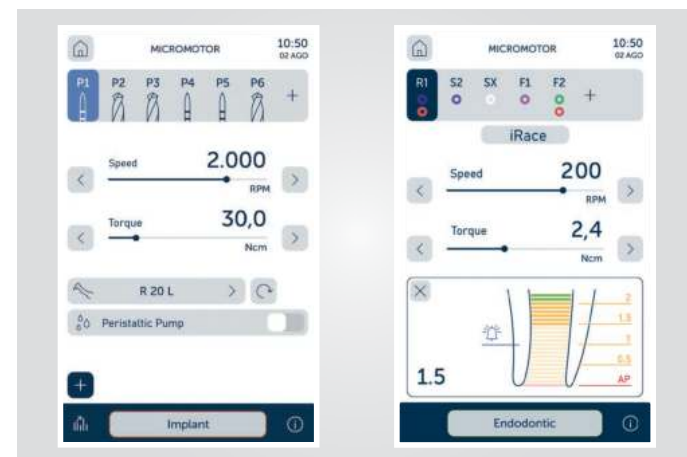 MICROMOTOR
10:50
02 AGO
P1 P2 P3 P4 P5 P6 +
Speed 2.000
RPM
Torque 30,0
Ncm
R 20 L
Peristaltic Pump
+
Implant
MICROMOTOR
10:50
02 AGO
R1 S2 SX F1 F2 +
iRace
Speed 200
RPM
Torque 2,4
Ncm
2
1.5
1
0.5
AP
1.5
Endodontic